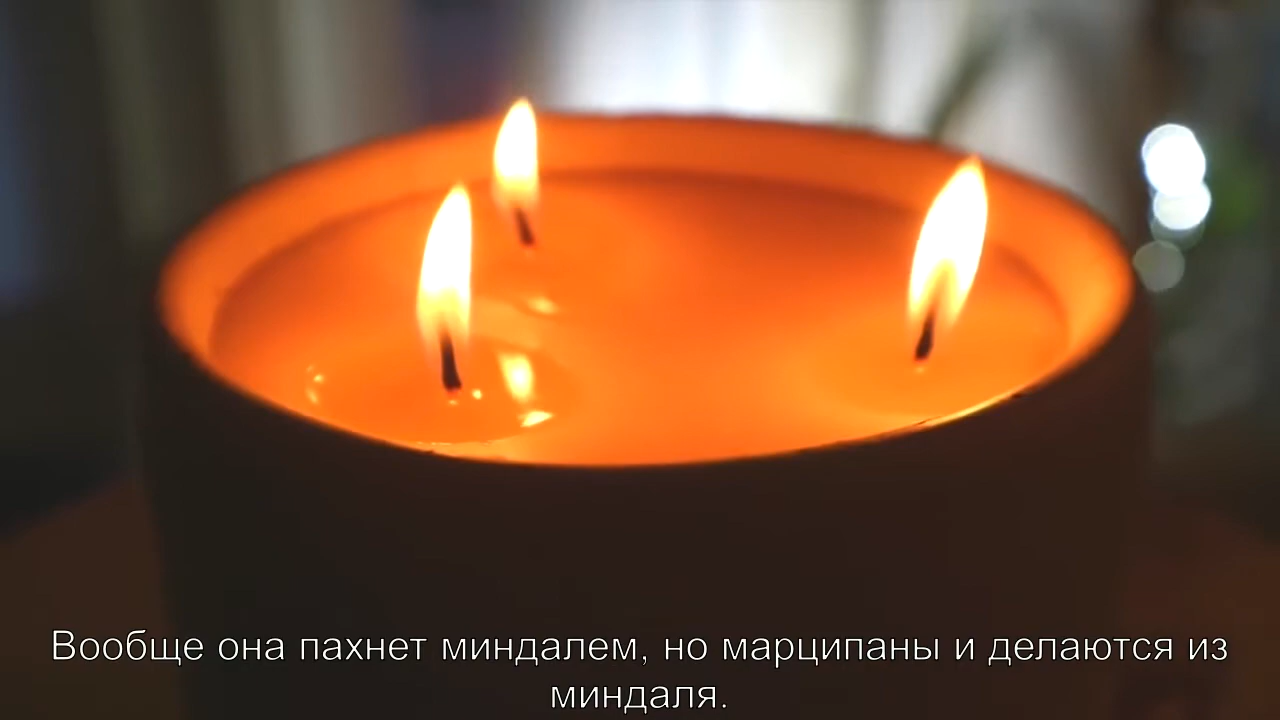 Вообще она пахнет миндалем, но марципаны и делаются из
миндаля.